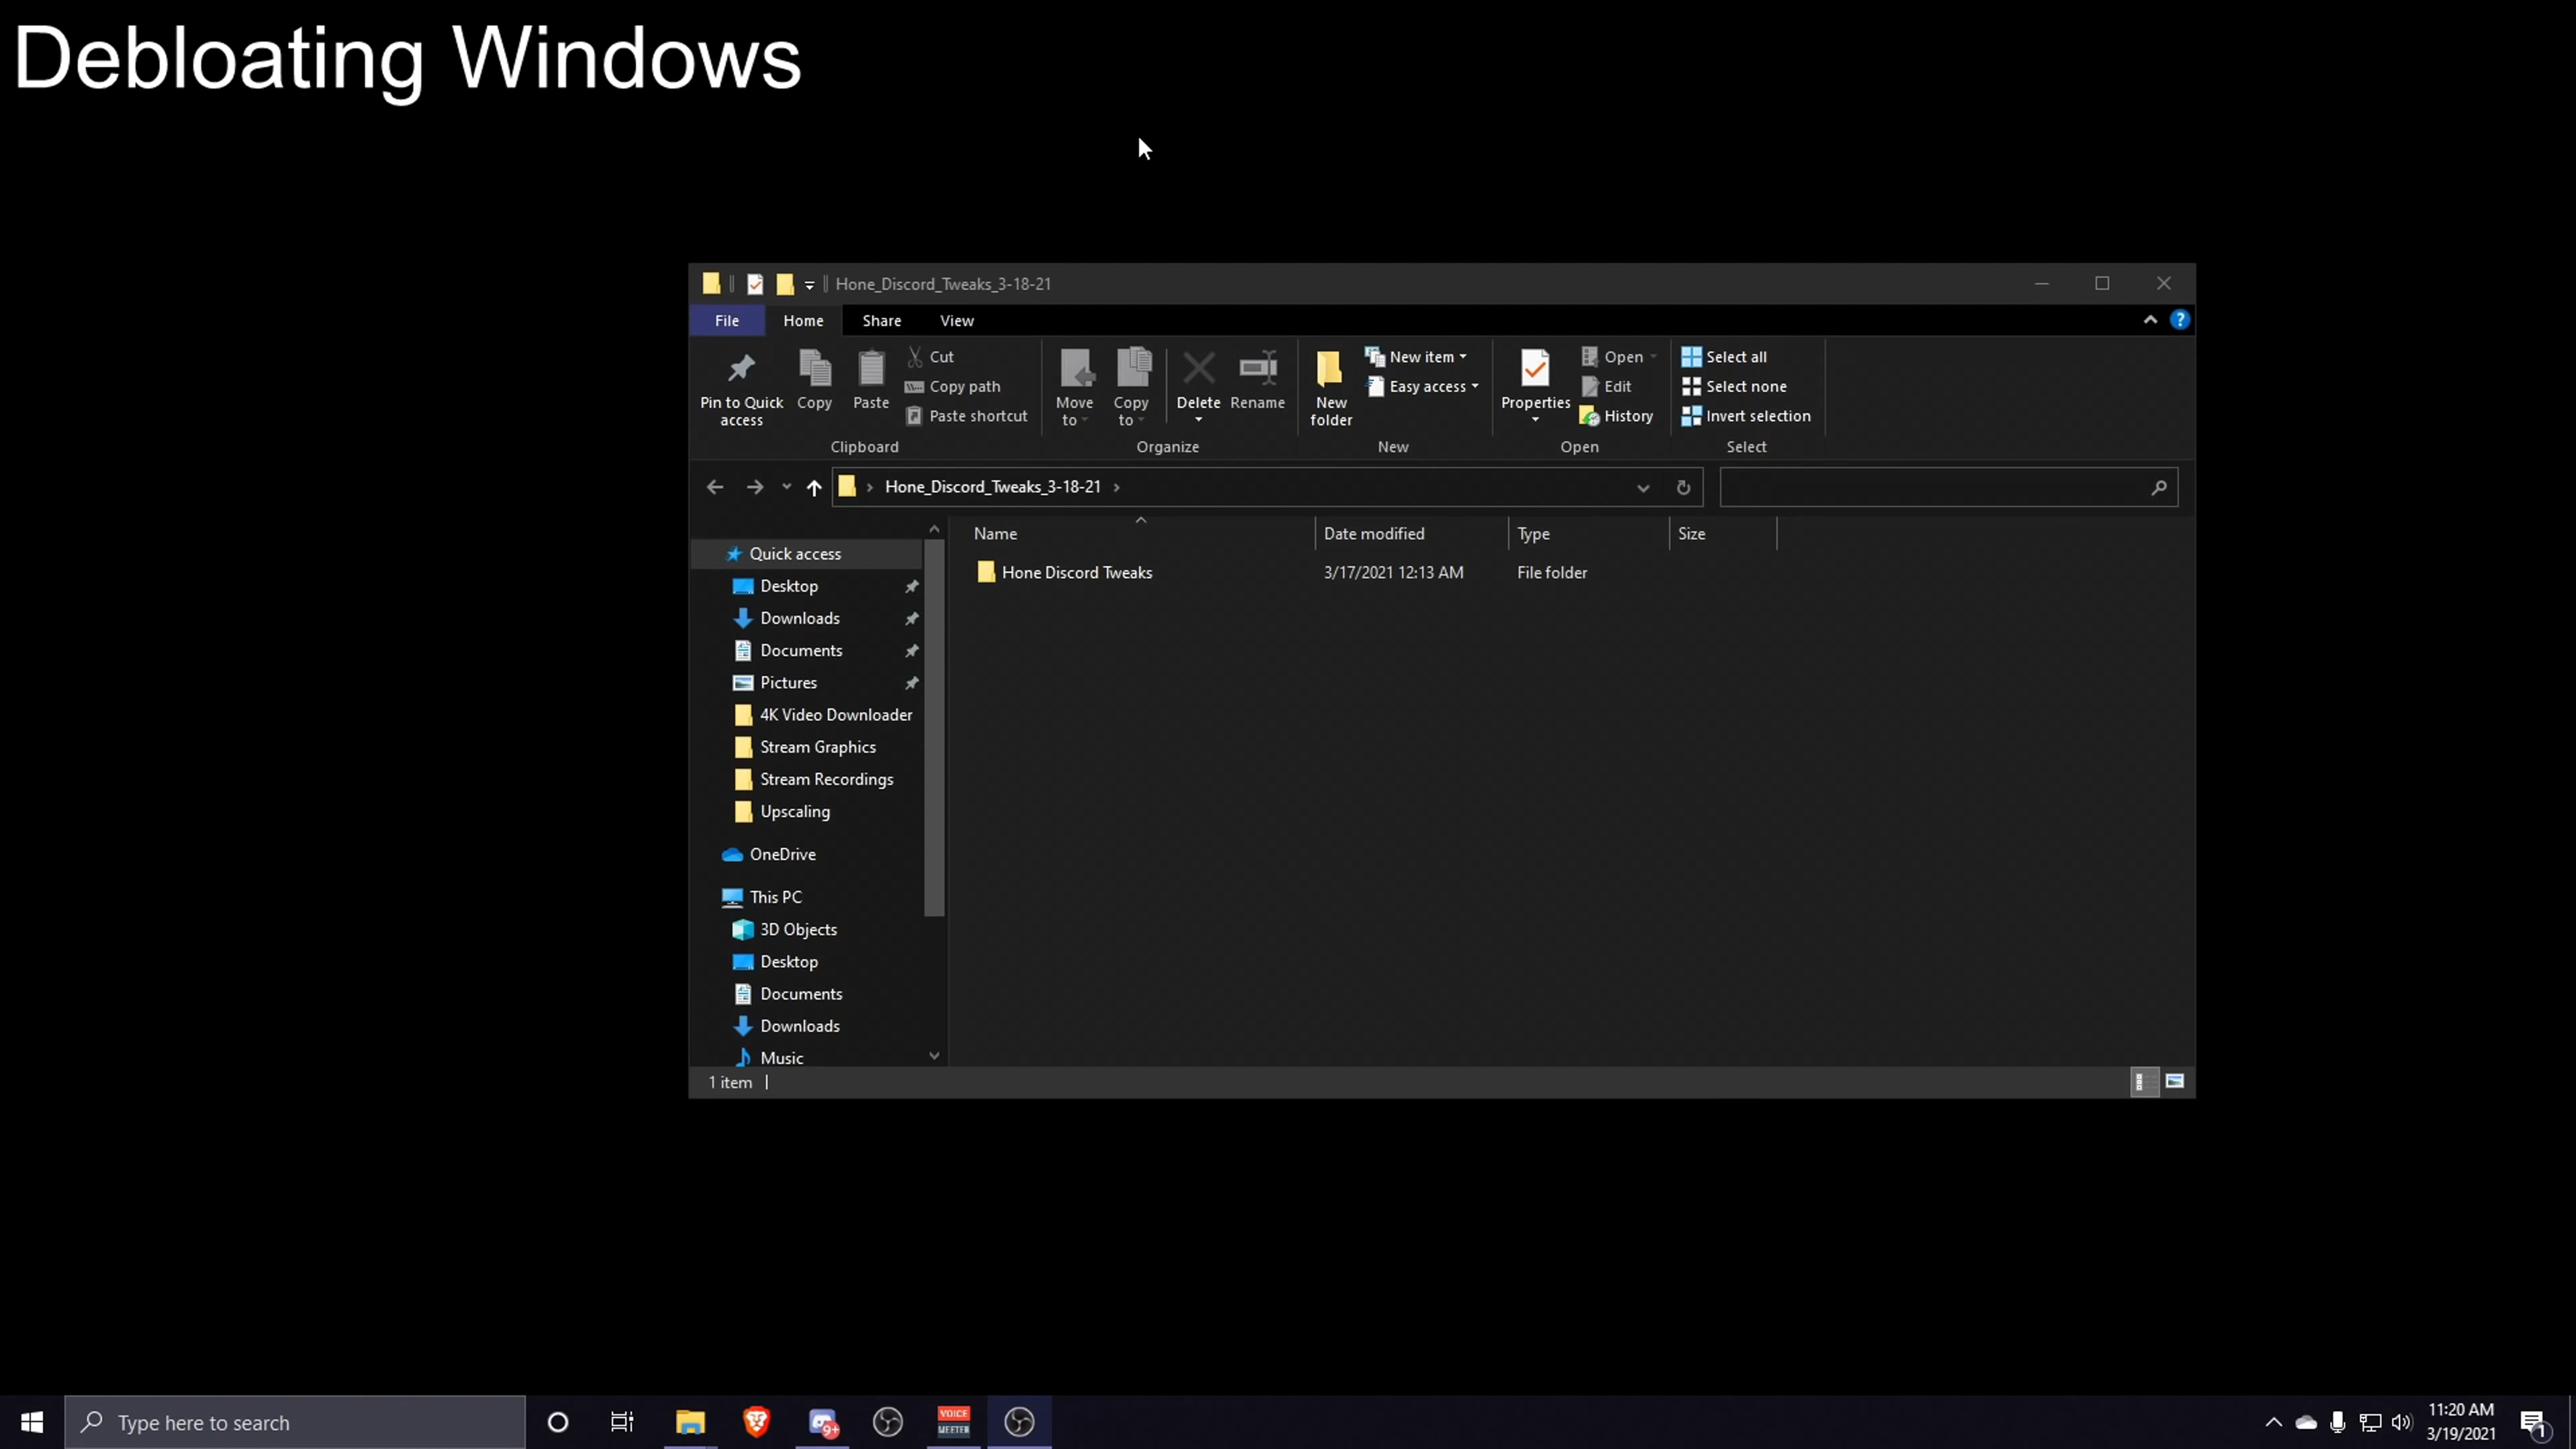 Debloating Windows
Hone_Discord_Tweaks_3-18-21
File Home Share View
Pin to Quick access
Copy
Paste
Cut
Copy path
Paste shortcut
Clipboard
Move to
Copy to
Delete
Rename
Organize
New folder
New item
Easy access
New
Properties
Open
Edit
History
Open
Select all
Select none
Invert selection
Select
Hone_Discord_Tweaks_3-18-21
Name Date modified Type Size
Hone Discord Tweaks 3/17/2021 12:13 AM File folder
Quick access
Desktop
Downloads
Documents
Pictures
4K Video Downloader
Stream Graphics
Stream Recordings
Upscaling
OneDrive
This PC
3D Objects
Desktop
Documents
Downloads
Music
1 item
Type here to search
9+
VOICE
MEETER
11:20 AM
3/19/2021
1